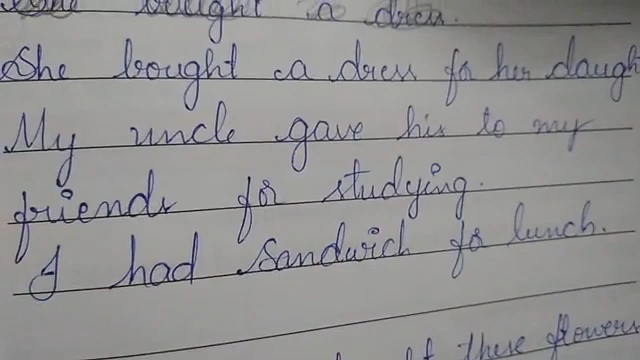 She bought a dress.
She bought a dress for her daugh
My uncle gave his to my
friends for studying.
I had sandwich for lunch.
of these flowers